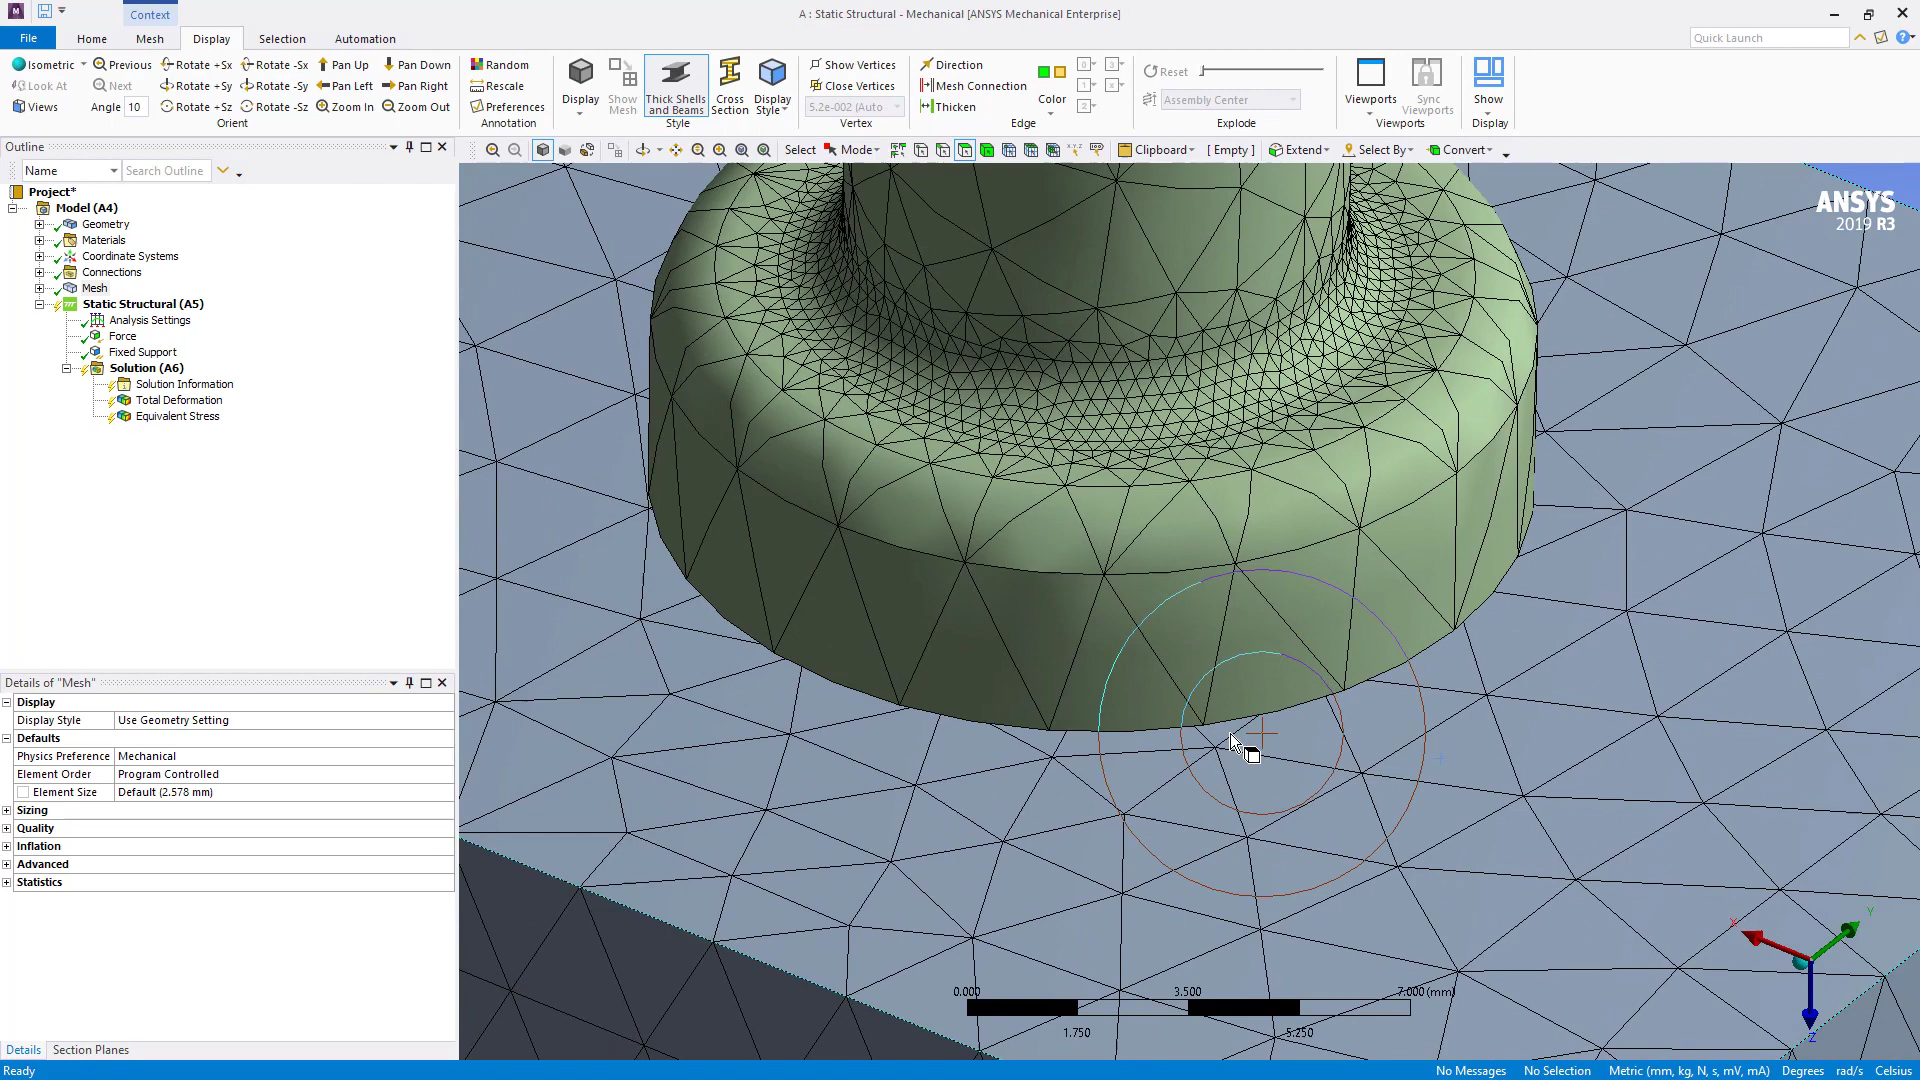 Context
A : Static Structural - Mechanical [ANSYS Mechanical Enterprise]
File Home Mesh Display Selection Automation
Quick Launch
Isometric Previous Rotate +Sx Rotate -Sx Pan Up Pan Down
Look At Next Rotate +Sy Rotate -Sy Pan Left Pan Right
Views Angle 10 Rotate +Sz Rotate -Sz Zoom In Zoom Out
Orient
Random
Rescale
Preferences
Annotation
Display
Show Mesh
Thick Shells and Beams
Cross Section
Display Style
Style
Show Vertices
Close Vertices
5.2e-002 (Auto
Vertex
Direction
Mesh Connection
Thicken
Color
Edge
Reset
Assembly Center
Explode
Viewports
Sync Viewports
Viewports
Show
Display
Outline
Select Mode Clipboard [ Empty ] Extend Select By Convert
Name Search Outline
Project*
Model (A4)
Geometry
Materials
Coordinate Systems
Connections
Mesh
Static Structural (A5)
Analysis Settings
Force
Fixed Support
Solution (A6)
Solution Information
Total Deformation
Equivalent Stress
ANSYS
2019 R3
Details of "Mesh"
Display
Display Style Use Geometry Setting
Defaults
Physics Preference Mechanical
Element Order Program Controlled
Element Size Default (2.578 mm)
Sizing
Quality
Inflation
Advanced
Statistics
0.000 3.500 7.000 (mm)
1.750 5.250
X
Y
Z
Details Section Planes
Ready
No Messages No Selection Metric (mm, kg, N, s, mV, mA) Degrees rad/s Celsius